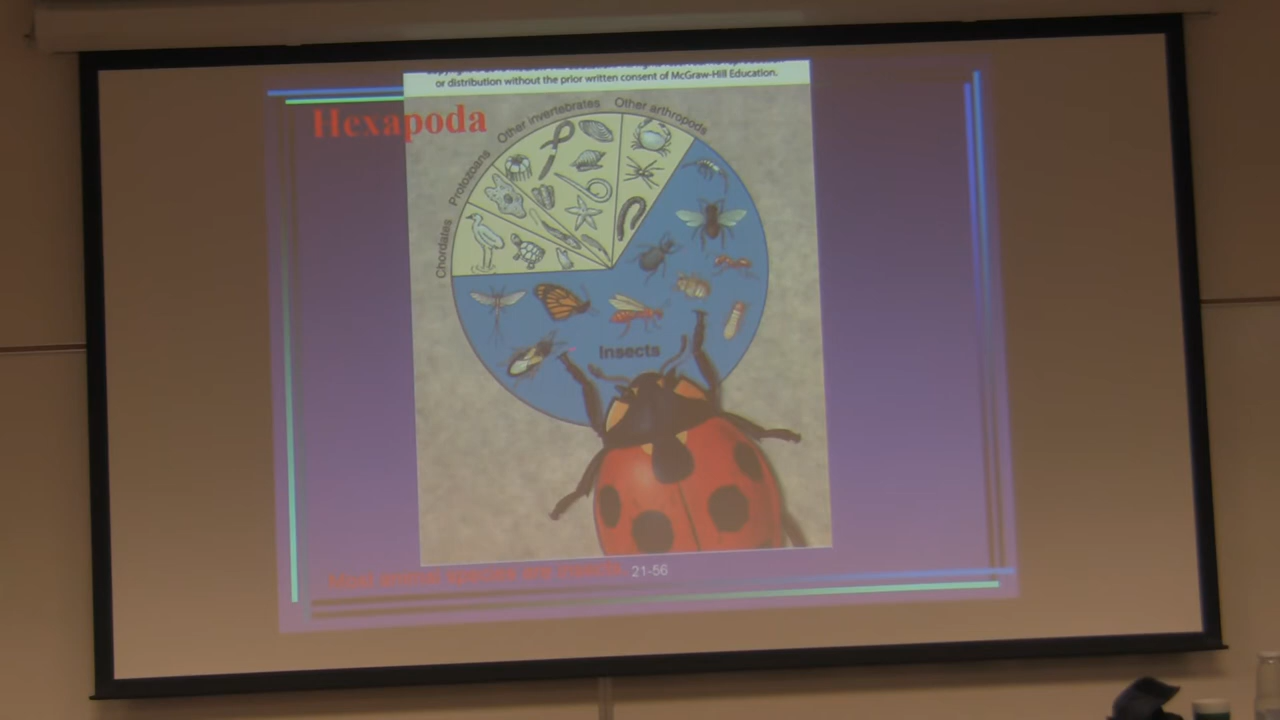 or distribution without the prior written consent of McGraw-Hill Education.
Hexapoda
Other invertebrates
Other arthropods
Protozoans
Chordates
Insects
Most animal species are insects.
21-56